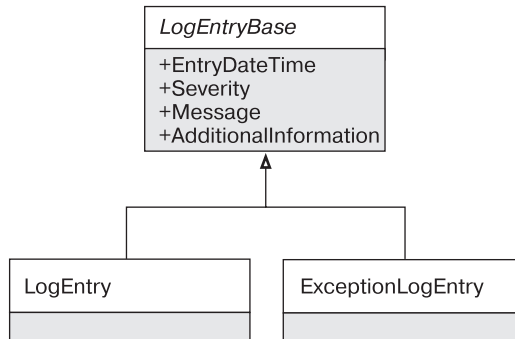 LogEntryBase
+EntryDateTime
+Severity
+Message
+AdditionalInformation
LogEntry
ExceptionLogEntry